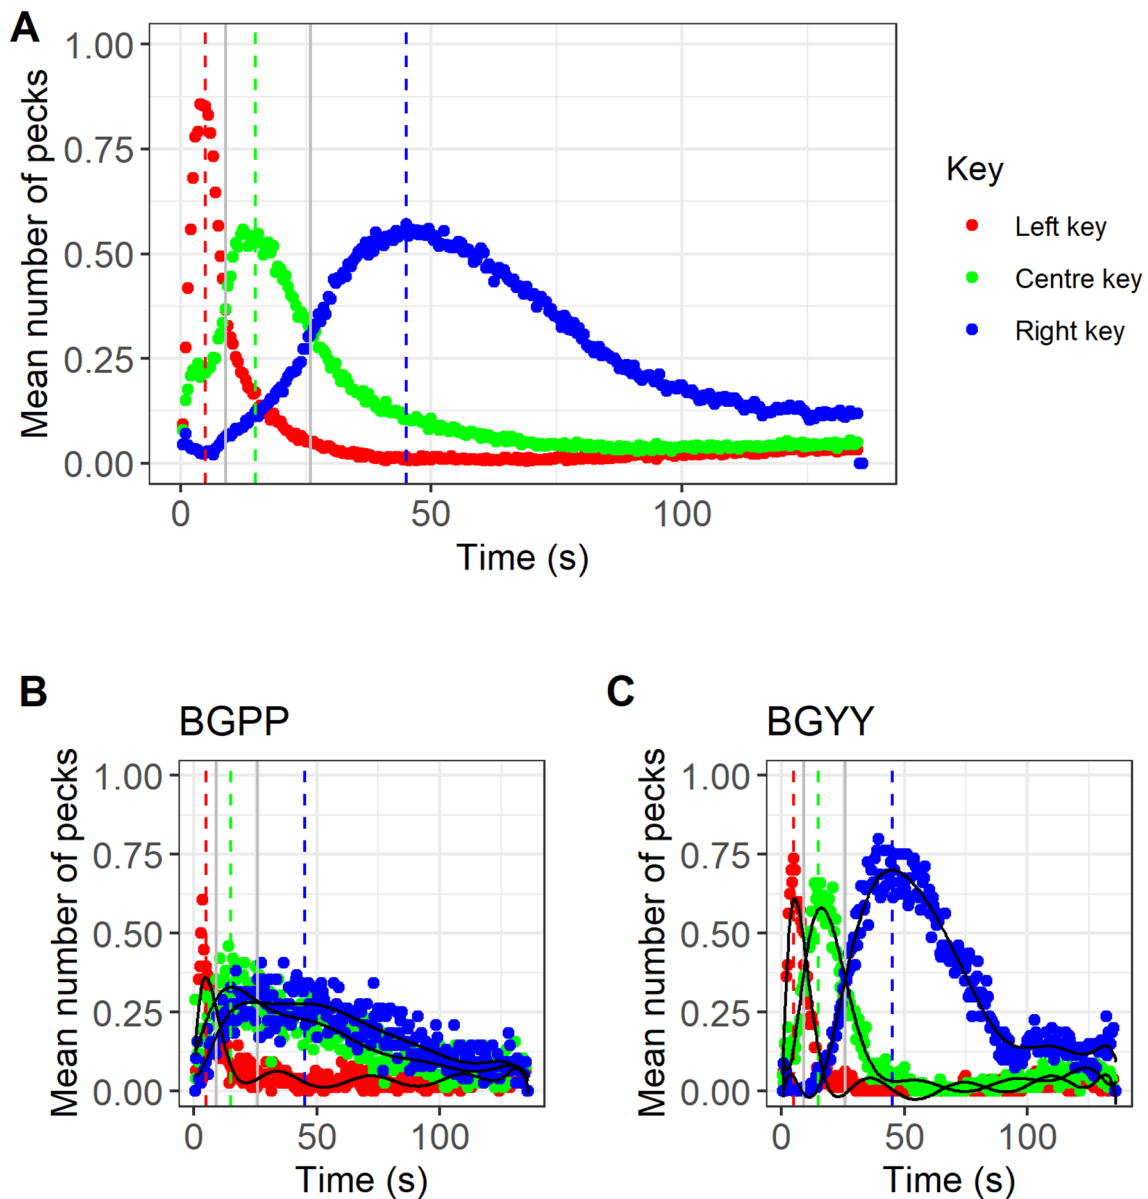 A
Mean number of pecks
1.00
0.75
0.50
0.25
0.00
0 50 100
Time (s)
Key
Left key
Centre key
Right key
B
BGPP
Mean number of pecks
1.00
0.75
0.50
0.25
0.00
0 50 100
Time (s)
C
BGYY
Mean number of pecks
1.00
0.75
0.50
0.25
0.00
0 50 100
Time (s)